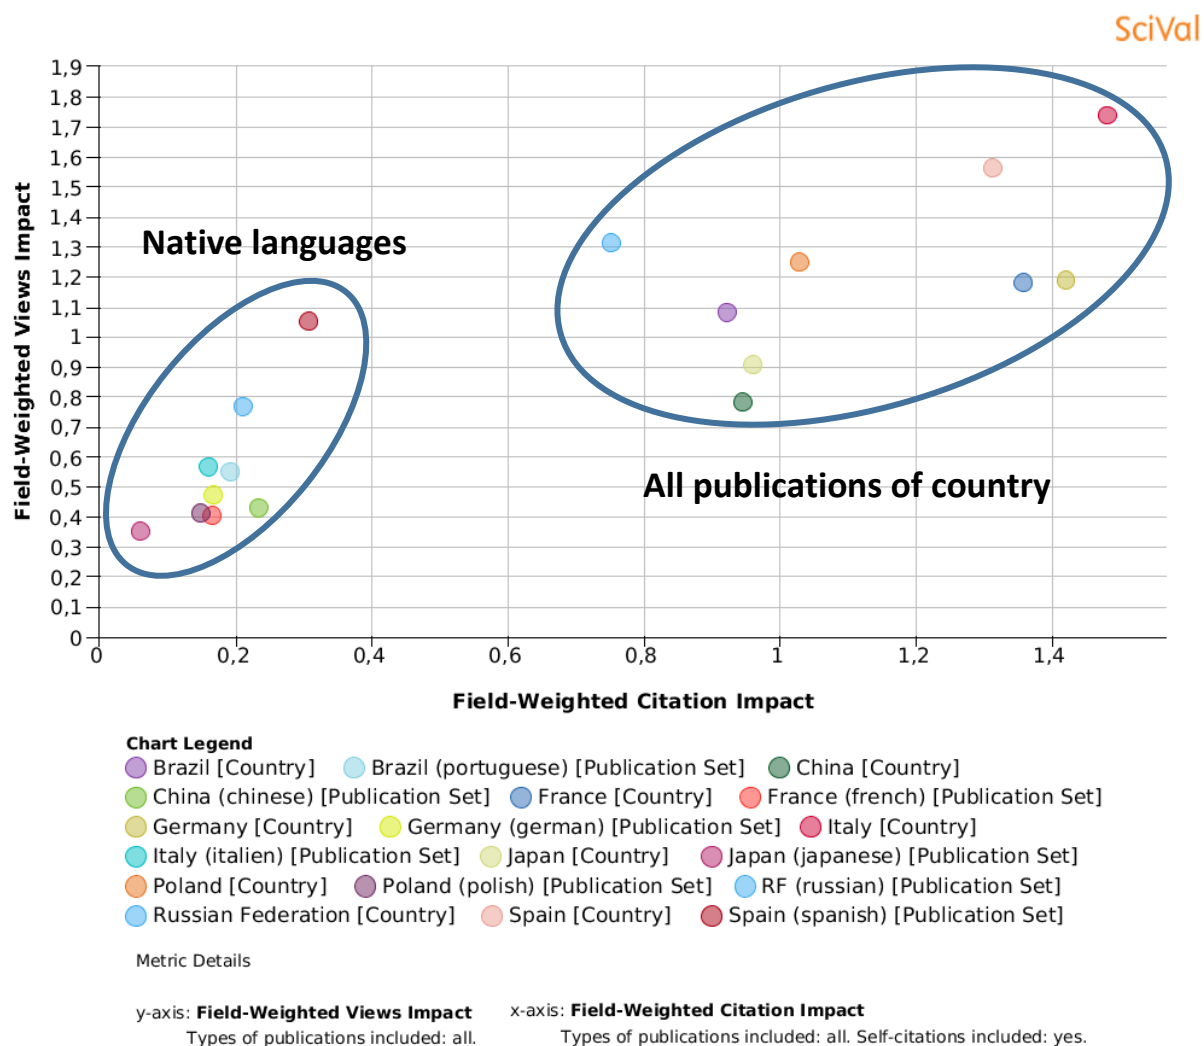 SciVal
1,9
1,8
1,7
1,6
1,5
1,4
1,3
1,2
1,1
1
0,9
0,8
0,7
0,6
0,5
0,4
0,3
0,2
0,1
0
Field-Weighted Views Impact
Native languages
All publications of country
0 0,2 0,4 0,6 0,8 1 1,2 1,4
Field-Weighted Citation Impact
Chart Legend
Brazil [Country] Brazil (portuguese) [Publication Set] China [Country]
China (chinese) [Publication Set] France [Country] France (french) [Publication Set]
Germany [Country] Germany (german) [Publication Set] Italy [Country]
Italy (italien) [Publication Set] Japan [Country] Japan (japanese) [Publication Set]
Poland [Country] Poland (polish) [Publication Set] RF (russian) [Publication Set]
Russian Federation [Country] Spain [Country] Spain (spanish) [Publication Set]
Metric Details
y-axis: Field-Weighted Views Impact x-axis: Field-Weighted Citation Impact
Types of publications included: all. Types of publications included: all. Self-citations included: yes.